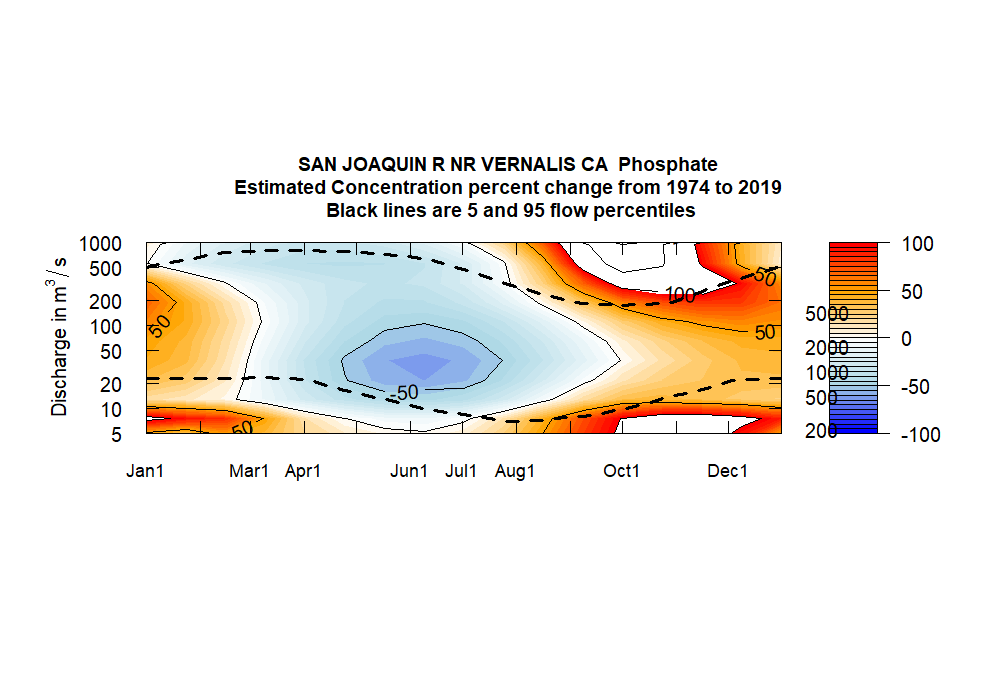 SAN JOAQUIN R NR VERNALIS CA Phosphate
Estimated Concentration percent change from 1974 to 2019
Black lines are 5 and 95 flow percentiles
Discharge in m³/ s
1000
500
200
100
50
20
10
5
Jan1
Mar1
Apr1
Jun1
Jul1
Aug1
Oct1
Dec1
50
50
-50
100
50
50
5000
2000
1000
500
200
100
50
0
-50
-100